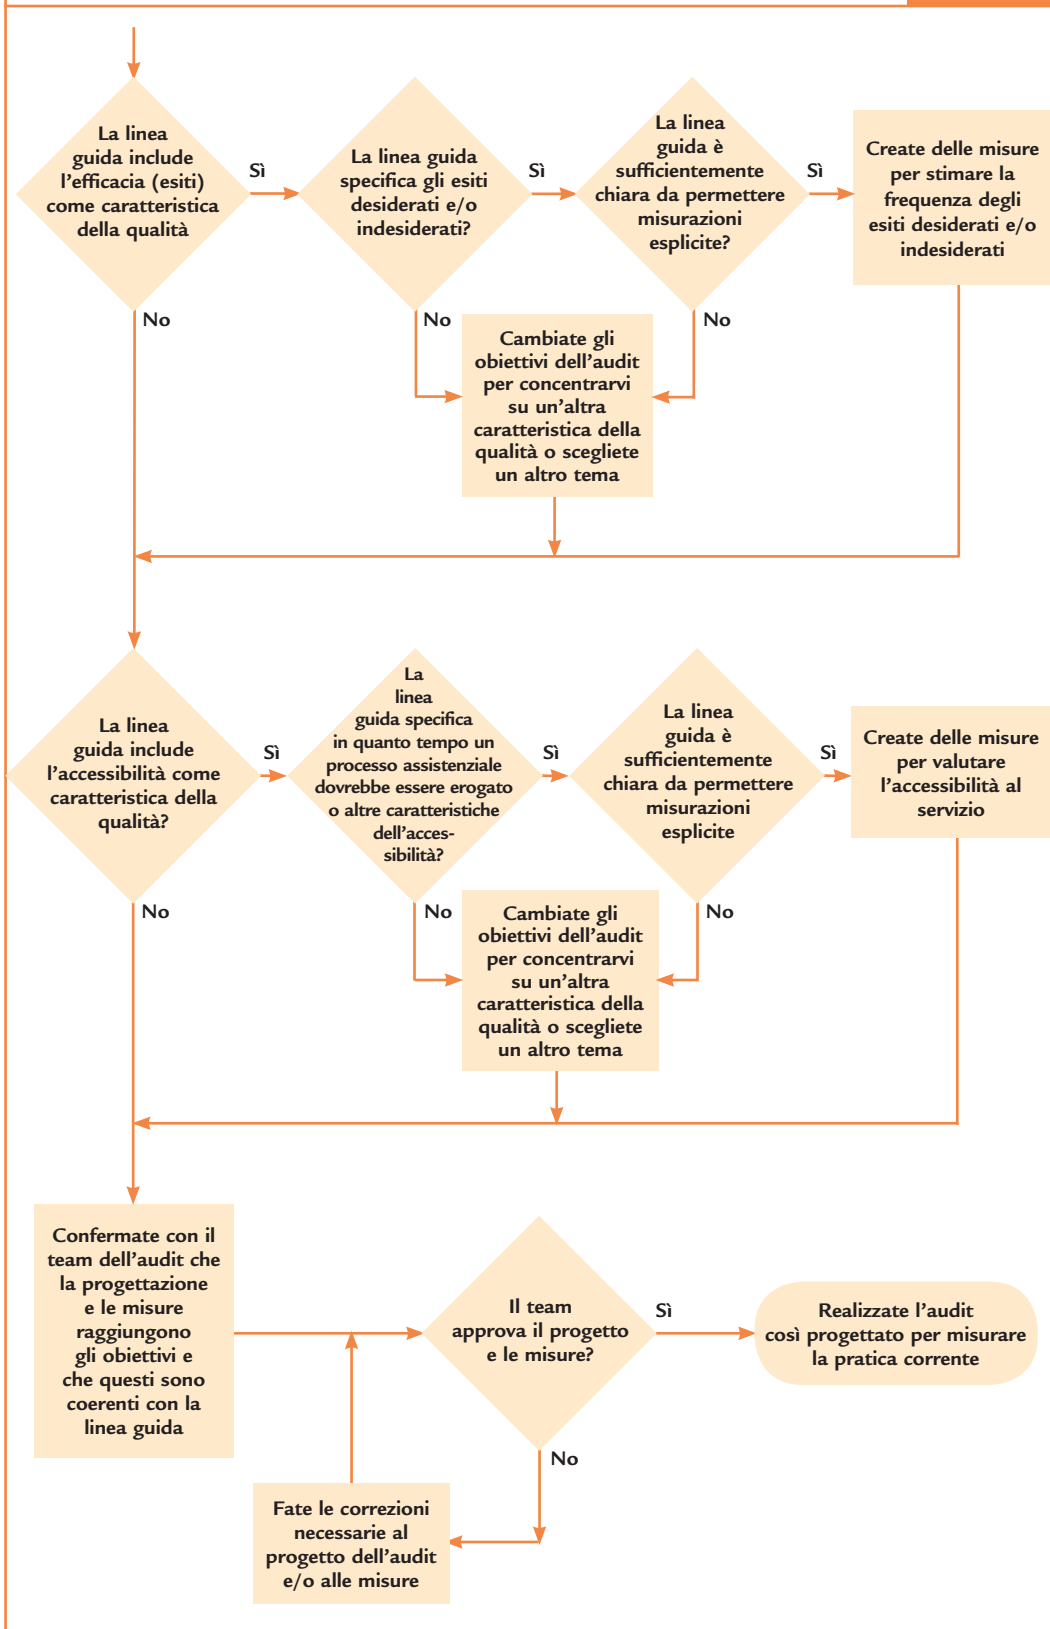 La linea
guida include
l’efficacia (esiti)
come caratteristica
della qualità
Sì
No
La linea guida
specifica gli esiti
desiderati e/o
indesiderati?
Sì
No
La linea
guida è
sufficientemente
chiara da permettere
misurazioni
esplicite?
Sì
No
Create delle misure
per stimare la
frequenza degli
esiti desiderati e/o
indesiderati
Cambiate gli
obiettivi dell’audit
per concentrarvi
su un’altra
caratteristica della
qualità o scegliete
un altro tema
La linea
guida include
l’accessibilità come
caratteristica della
qualità?
Sì
No
La
linea
guida specifica
in quanto tempo un
processo assistenziale
dovrebbe essere erogato
o altre caratteristiche
dell’acces-
sibilità?
Sì
No
La linea
guida è
sufficientemente
chiara da permettere
misurazioni
esplicite
Sì
No
Create delle misure
per valutare
l’accessibilità al
servizio
Cambiate gli
obiettivi dell’audit
per concentrarvi
su un’altra
caratteristica della
qualità o scegliete
un altro tema
Confermate con il
team dell’audit che
la progettazione
e le misure
raggiungono
gli obiettivi e
che questi sono
coerenti con la
linea guida
Il team
approva il progetto
e le misure?
Sì
No
Realizzate l’audit
così progettato per misurare
la pratica corrente
Fate le correzioni
necessarie al
progetto dell’audit
e/o alle misure